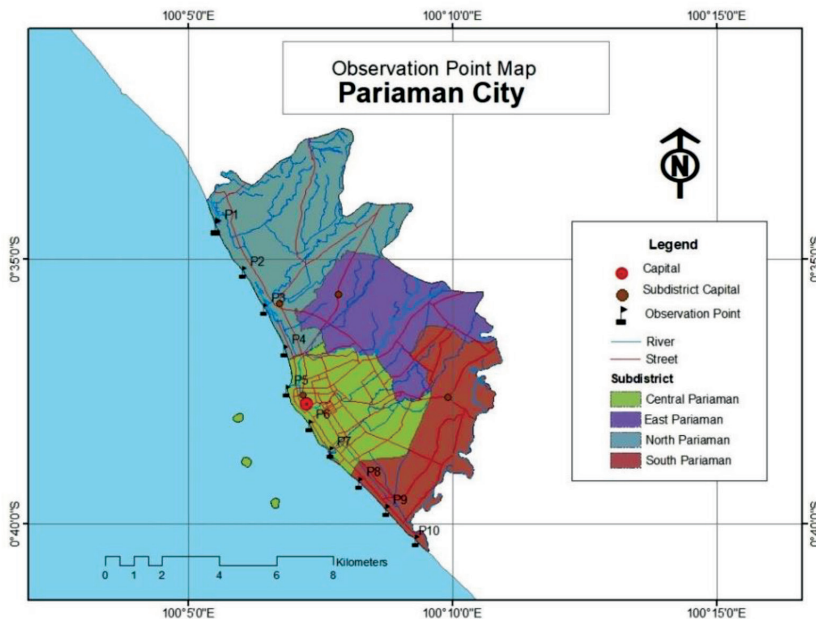 100°5'0"E 100°10'0"E 100°15'0"E
Observation Point Map
Pariaman City
N
P1
P2
0°35'0"S 0°35'0"S
P3
P4
P5
P6
P7
P8
P9
P10
Legend
Capital
Subdistrict Capital
Observation Point
River
Street
Subdistrict
Central Pariaman
East Pariaman
North Pariaman
South Pariaman
0°40'0"S 0°40'0"S
Kilometers
0 1 2 4 6 8
100°5'0"E 100°10'0"E 100°15'0"E